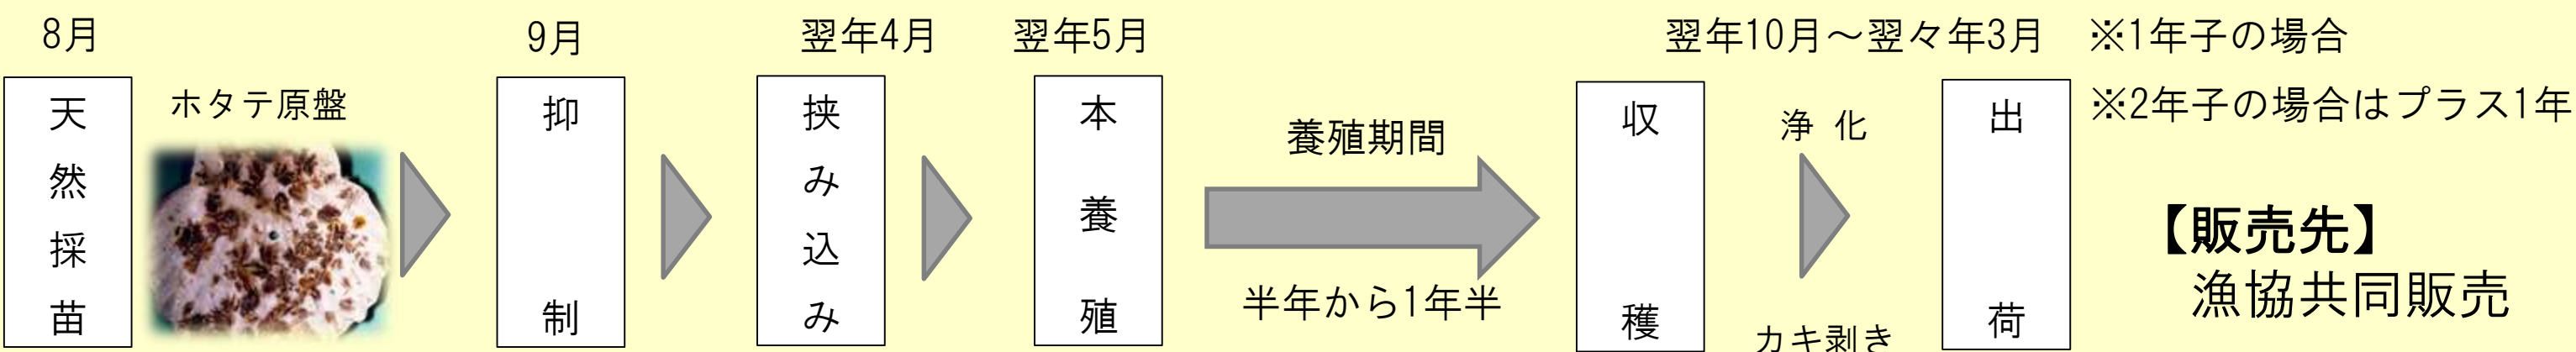 8月
天然採苗
ホタテ原盤
9月
抑制
翌年4月
挟み込み
翌年5月
本養殖
養殖期間
半年から1年半
翌年10月～翌々年3月
収穫
浄 化
カキ剥き
出荷
※1年子の場合
※2年子の場合はプラス1年
【販売先】
漁協共同販売